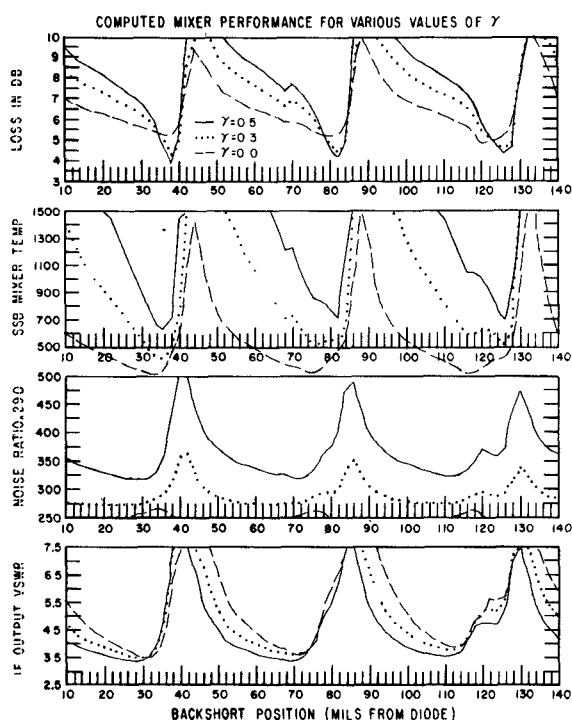 COMPUTED MIXER PERFORMANCE FOR VARIOUS VALUES OF γ
LOSS IN DB
10
9
8
7
6
5
4
3
γ=0.5
γ=0.3
γ=0.0
10 20 30 40 50 60 70 80 90 100 110 120 130 140
SSB MIXER TEMP
1500
1300
1100
900
700
500
10 20 30 40 50 60 70 80 90 100 110 120 130 140
NOISE RATIO×290
500
450
400
350
300
250
10 20 30 40 50 60 70 80 90 100 110 120 130 140
IF OUTPUT VSWR
7.5
6.5
5.5
4.5
3.5
2.5
10 20 30 40 50 60 70 80 90 100 110 120 130 140
BACKSHORT POSITION (MILS FROM DIODE)